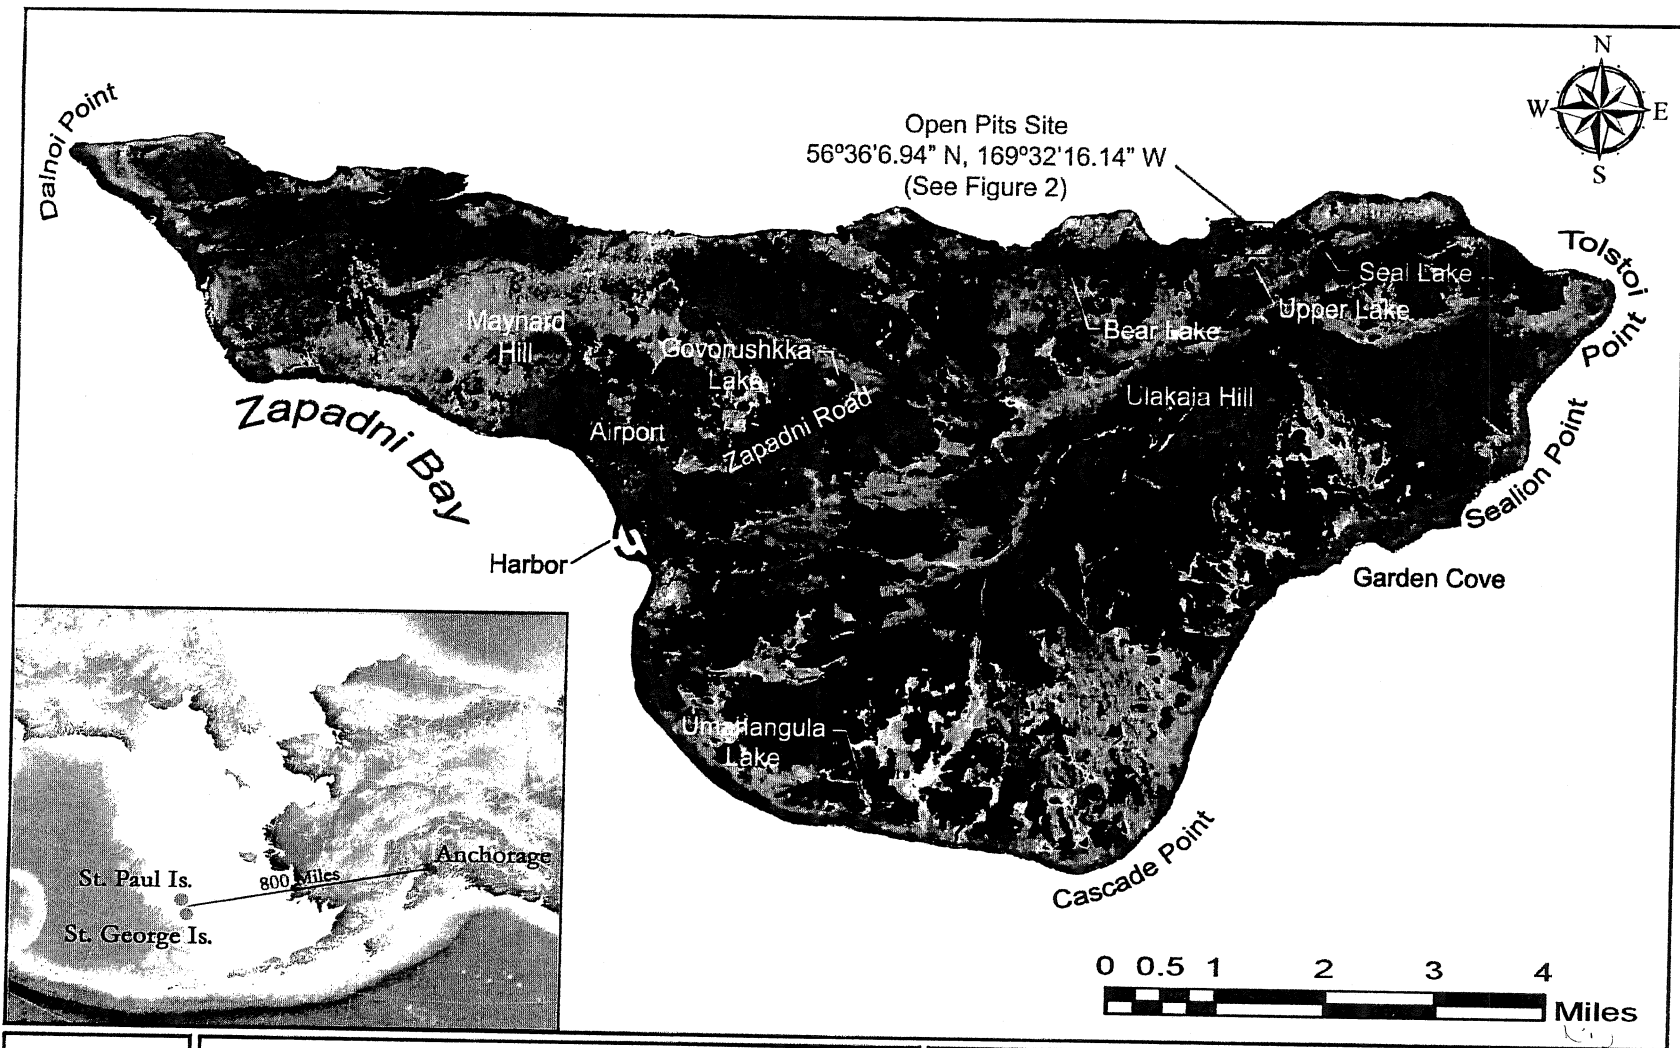 N
W E
S
Dalnoi Point
Open Pits Site
56°36'6.94" N, 169°32'16.14" W
(See Figure 2)
Tolstoi
Point
Seal Lake
Upper Lake
Bear Lake
Maynard
Hill
Govorushkka
Lake
Zapadni Road
Ulakaia Hill
Airport
Zapadni Bay
Sealion Point
Harbor
Garden Cove
Umanangula
Lake
Cascade Point
Anchorage
800 Miles
St. Paul Is.
St. George Is.
0 0.5 1 2 3 4
Miles